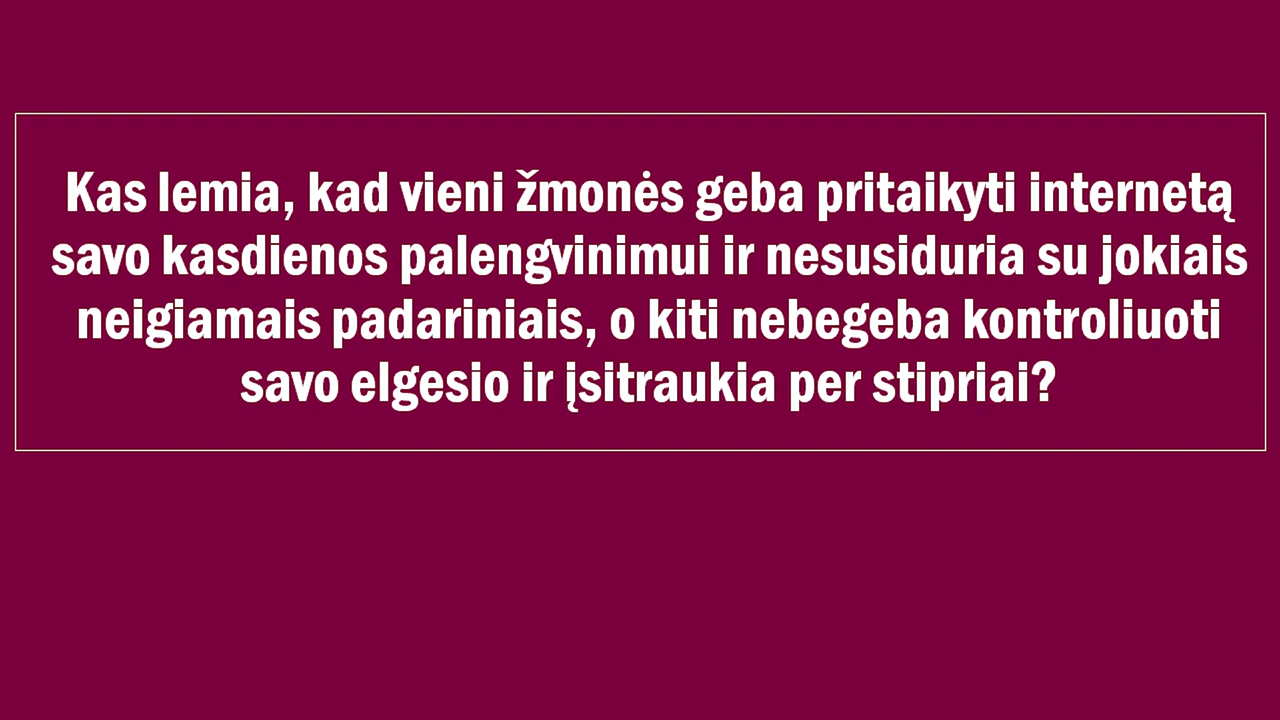 Kas lemia, kad vieni žmonės geba pritaikyti internetą
savo kasdienos palengvinimui ir nesusiduria su jokiais
neigiamais padariniais, o kiti nebegeba kontroliuoti
savo elgesio ir įsitraukia per stipriai?